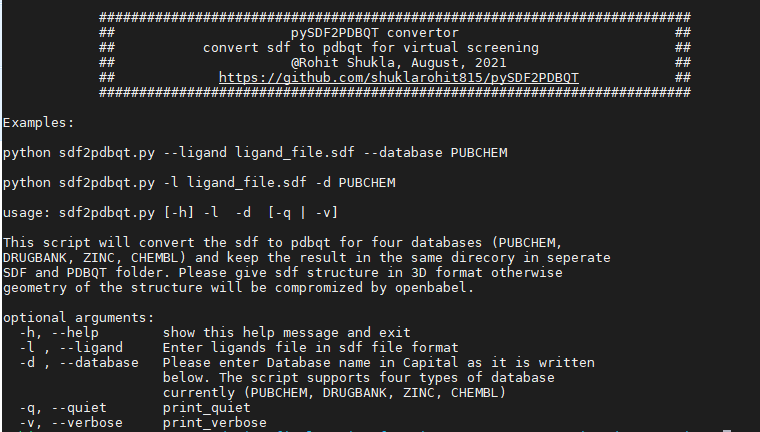 ##########################################################################
## pySDF2PDBQT convertor ##
## convert sdf to pdbqt for virtual screening ##
## @Rohit Shukla, August, 2021 ##
## https://github.com/shuklarohit815/pySDF2PDBQT ##
##########################################################################
Examples:
python sdf2pdbqt.py --ligand ligand_file.sdf --database PUBCHEM
python sdf2pdbqt.py -l ligand_file.sdf -d PUBCHEM
usage: sdf2pdbqt.py [-h] -l  -d  [-q | -v]
This script will convert the sdf to pdbqt for four databases (PUBCHEM,
DRUGBANK, ZINC, CHEMBL) and keep the result in the same direcory in seperate
SDF and PDBQT folder. Please give sdf structure in 3D format otherwise
geometry of the structure will be compromized by openbabel.
optional arguments:
-h, --help show this help message and exit
-l , --ligand Enter ligands file in sdf file format
-d , --database Please enter Database name in Capital as it is written
below. The script supports four types of database
currently (PUBCHEM, DRUGBANK, ZINC, CHEMBL)
-q, --quiet print_quiet
-v, --verbose print_verbose